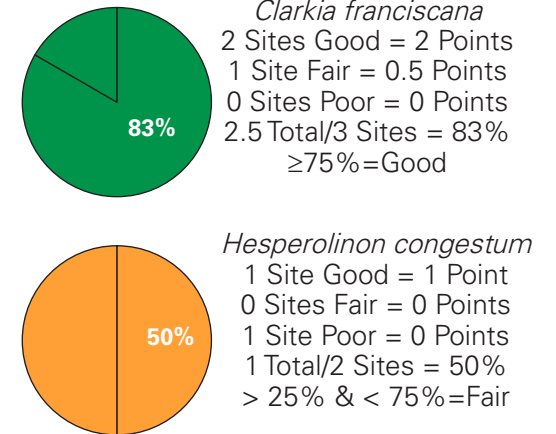 Clarkia franciscana
2 Sites Good = 2 Points
1 Site Fair = 0.5 Points
0 Sites Poor = 0 Points
2.5 Total/3 Sites = 83%
≥75%=Good
83%
Hesperolinon congestum
1 Site Good = 1 Point
0 Sites Fair = 0 Points
1 Site Poor = 0 Points
1 Total/2 Sites = 50%
> 25% & < 75%=Fair
50%